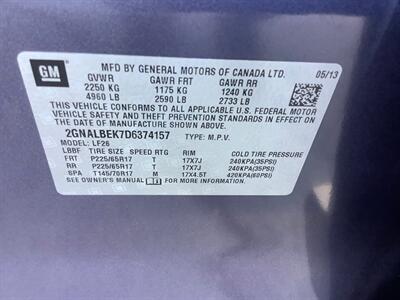 GM
MFD BY GENERAL MOTORS OF CANADA LTD. 05/13
GVWR GAWR FRT GAWR RR
2250 KG 1175 KG 1240 KG
4960 LB 2590 LB 2733 LB
THIS VEHICLE CONFORMS TO ALL APPLICABLE U.S. FEDERAL MOTOR
VEHICLE SAFETY, BUMPER, AND THEFT PREVENTION STANDARDS IN
EFFECT ON THE DATE OF MANUFACTURE SHOWN ABOVE.
2GNALBEK7D6374157 TYPE: M.P.V.
MODEL: LF26
LBBF TIRE SIZE SPEED RTG RIM COLD TIRE PRESSURE
FRT P225/65R17 T 17X7J 240KPA(35PSI)
RR P225/65R17 T 17X7J 240KPA(35PSI)
SPA T145/70R17 M 17X4.5T 420KPA(60PSI)
SEE OWNER'S MANUAL FOR MORE INFORMATION.